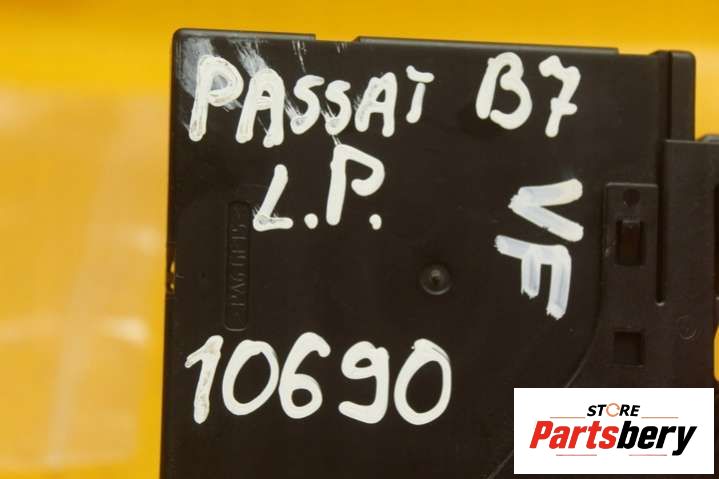 PASSAT B7
L.P.
VF
10690
STORE
Partsbery